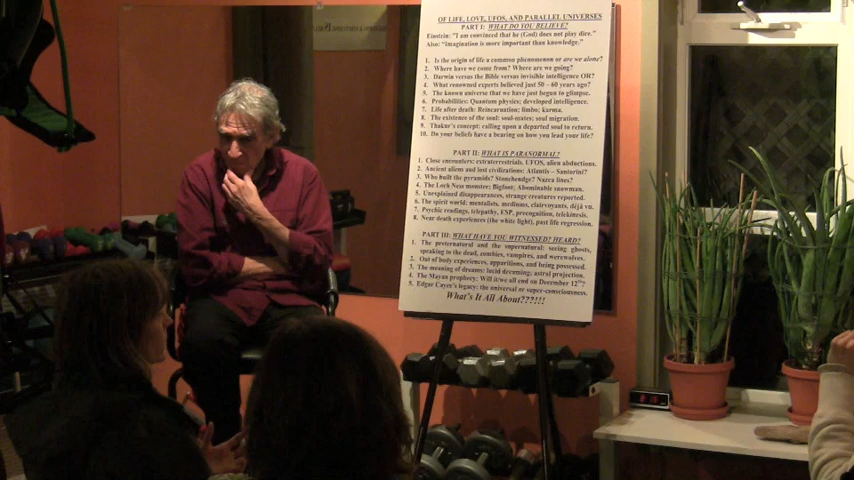 OF LIFE, LOVE, UFOS, AND PARALLEL UNIVERSES
PART I: WHAT DO YOU BELIEVE?
Einstein: "I am convinced that he (God) does not play dice."
Also: "Imagination is more important than knowledge."
1. Is the origin of life a common phenomenon or are we alone?
2. Where have we come from? Where are we going?
3. Darwin versus the Bible versus invisible intelligence OR?
4. What renowned experts believed just 50 – 60 years ago?
5. The known universe that we have just begun to glimpse.
6. Probabilities: Quantum physics; developed intelligence.
7. Life after death: Reincarnation; limbo; karma.
8. The existence of the soul: soul-mates; soul migration.
9. Thakur's concept: calling upon a departed soul to return.
10. Do your beliefs have a bearing on how you lead your life?
PART II: WHAT IS PARANORMAL?
1. Close encounters: extraterrestrials, UFOS, alien abductions.
2. Ancient aliens and lost civilizations: Atlantis – Santorini?
3. Who built the pyramids? Stonehendge? Nazca lines?
4. The Loch Ness monster; Bigfoot; Abominable snowman.
5. Unexplained disappearances, strange creatures reported.
6. The spirit world: mentalists, mediums, clairvoyants, déjà vu.
7. Psychic readings, telepathy, ESP, precognition, telekinesis.
8. Near death experiences (the white light), past life regression.
PART III: WHAT HAVE YOU WITNESSED? HEARD?
1. The preternatural and the supernatural: seeing ghosts,
speaking to the dead, zombies, vampires, and werewolves.
2. Out of body experiences, apparitions, and being possessed.
3. The meaning of dreams: lucid dreaming; astral projection.
4. The Mayan prophecy: Will it/we all end on December 12th?
5. Edgar Cayce's legacy: the universal or super-consciousness.
What's It All About???!!!